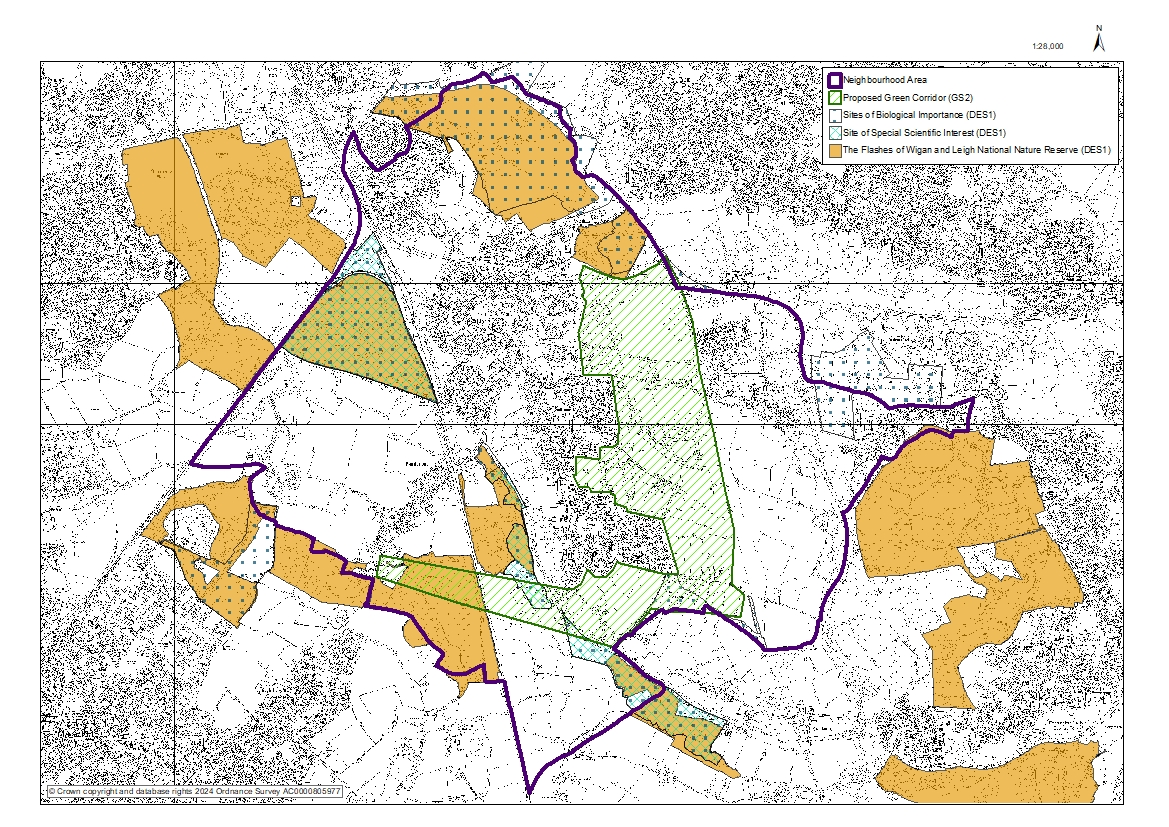 N
1:28,000
Neighbourhood Area
Proposed Green Corridor (GS2)
Sites of Biological Importance (DES1)
Site of Special Scientific Interest (DES1)
The Flashes of Wigan and Leigh National Nature Reserve (DES1)
© Crown copyright and database rights 2024 Ordnance Survey AC0000805977